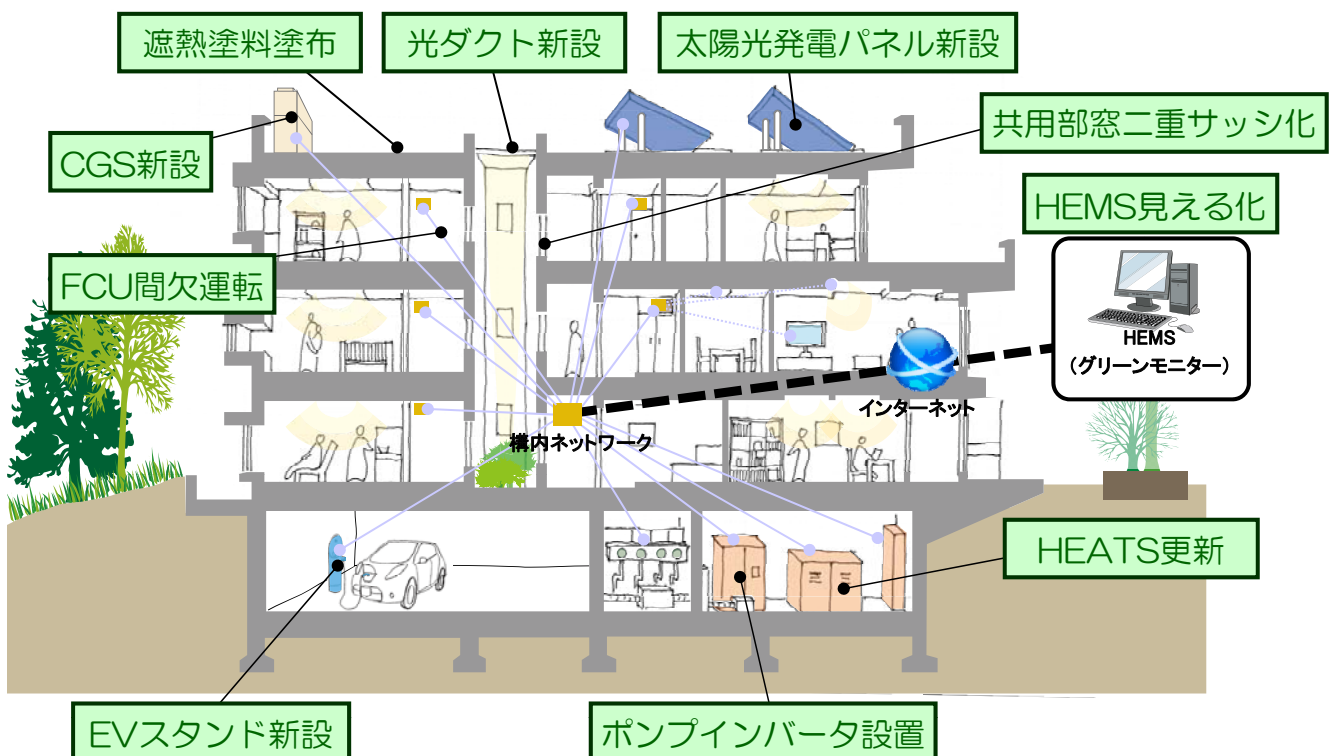 遮熱塗料塗布
光ダクト新設
太陽光発電パネル新設
共用部窓二重サッシ化
CGS新設
HEMS見える化
FCU間欠運転
HEMS
(グリーンモニター)
インターネット
構内ネットワーク
HEATS更新
EVスタンド新設
ポンプインバータ設置